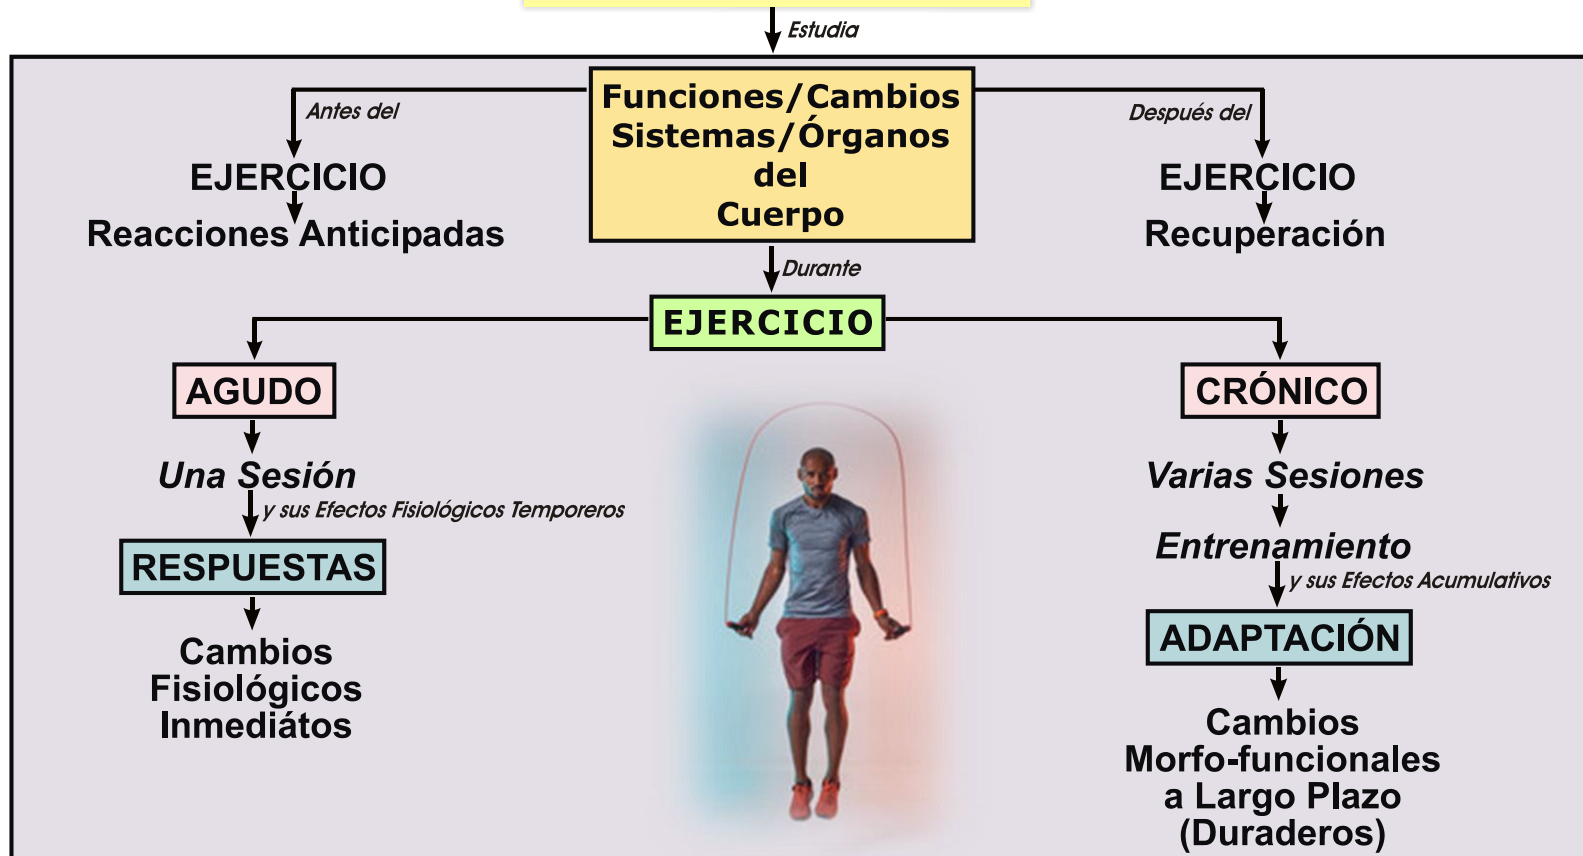 Estudia
Funciones/Cambios
Sistemas/Órganos
del
Cuerpo
Antes del
EJERCICIO
Reacciones Anticipadas
Después del
EJERCICIO
Recuperación
Durante
EJERCICIO
AGUDO
Una Sesión
y sus Efectos Fisiológicos Temporeros
RESPUESTAS
Cambios
Fisiológicos
Inmediátos
CRÓNICO
Varias Sesiones
Entrenamiento
y sus Efectos Acumulativos
ADAPTACIÓN
Cambios
Morfo-funcionales
a Largo Plazo
(Duraderos)